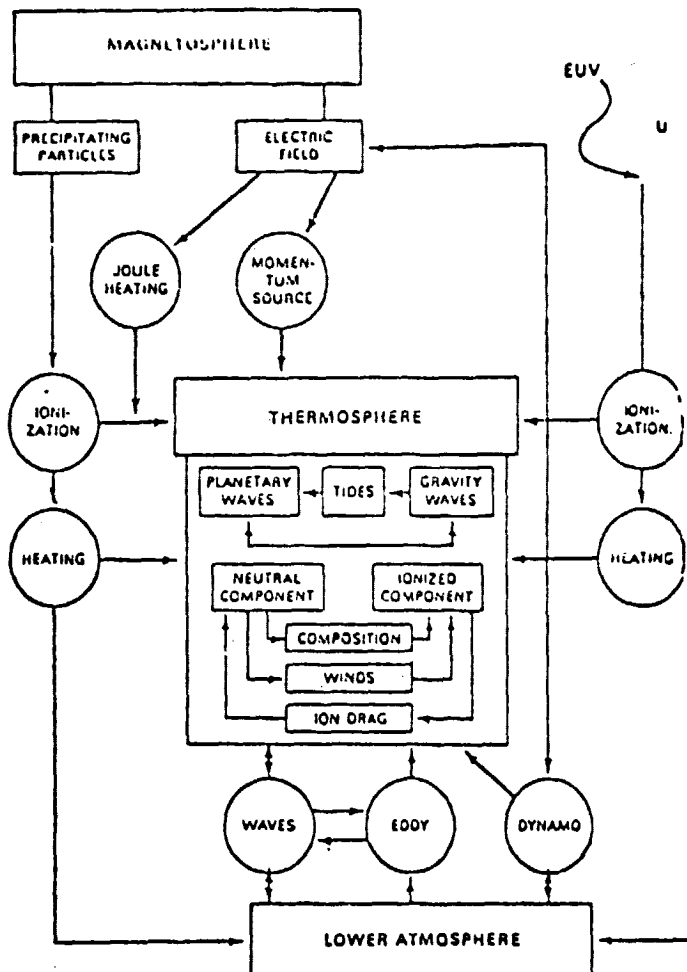 MAGNETOSPHERE
EUV
U
PRECIPITATING
PARTICLES
ELECTRIC
FIELD
JOULE
HEATING
MOMEN-
TUM
SOURCE
IONI-
ZATION
THERMOSPHERE
IONI-
ZATION.
PLANETARY
WAVES
TIDES
GRAVITY
WAVES
HEATING
HEATING
NEUTRAL
COMPONENT
IONIZED
COMPONENT
COMPOSITION
WINDS
ION DRAG
WAVES
EDDY
DYNAMO
LOWER ATMOSPHERE